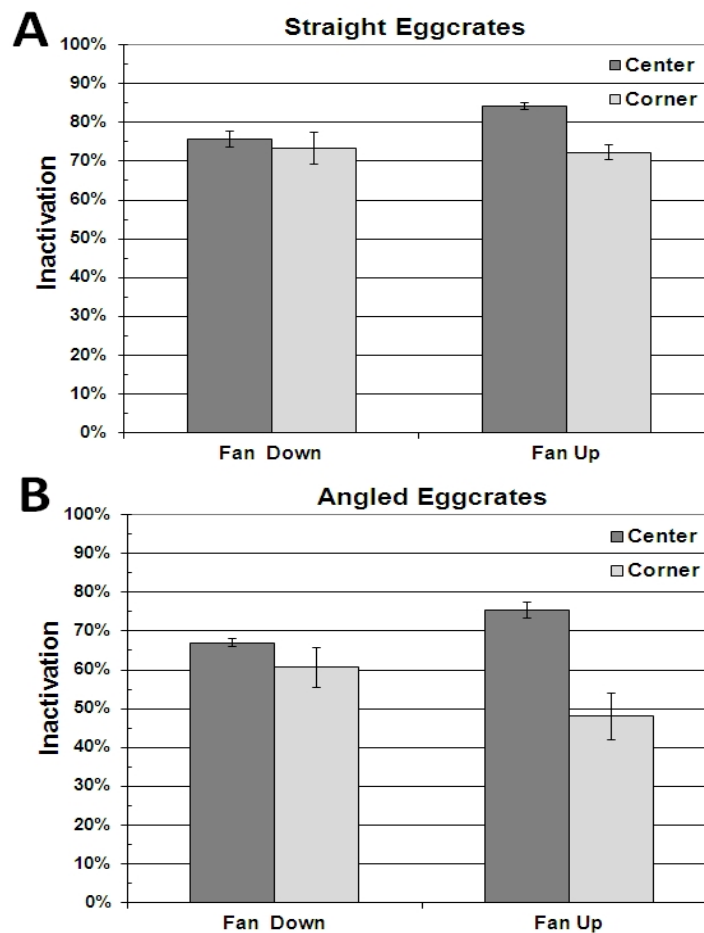 A
Straight Eggcrates
100%
90%
80%
70%
60%
50%
40%
30%
20%
10%
0%
Inactivation
Center
Corner
Fan Down
Fan Up
B
Angled Eggcrates
100%
90%
80%
70%
60%
50%
40%
30%
20%
10%
0%
Inactivation
Center
Corner
Fan Down
Fan Up